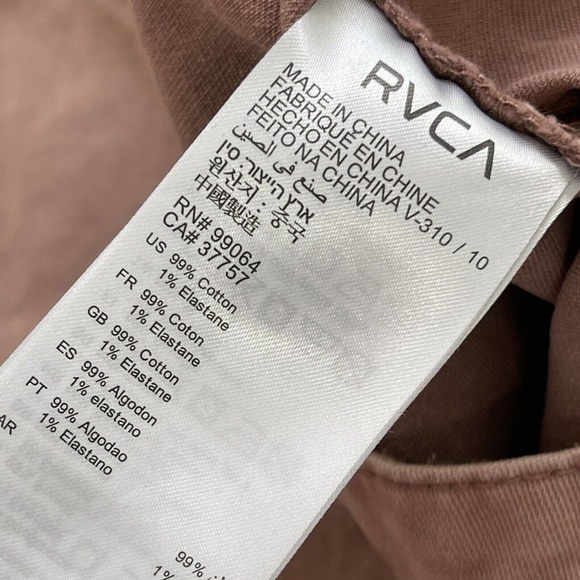 RVCA
MADE IN CHINA
FABRIQUE EN CHINE
HECHO EN CHINA V-310 / 10
FEITO NA CHINA
صنع في الصين
ארץ הייצור: סין
원산지 : 중국
中國製造
RN# 99064
CA# 37757
US 99% Cotton
1% Elastane
FR 99% Coton
1% Elastane
GB 99% Cotton
1% Elastane
ES 99% Algodon
1% elastano
PT 99% Algodao
1% Elastano
AR
99%
1%